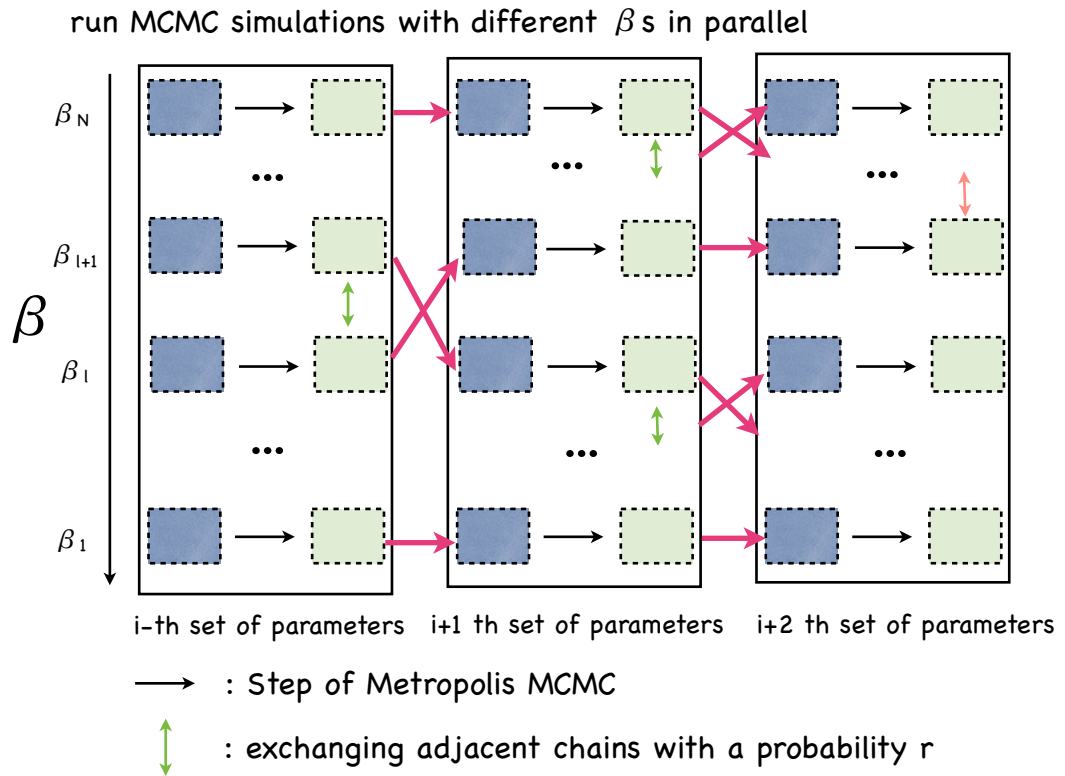 run MCMC simulations with different β s in parallel
β N
...
...
...
β l+1
β
β l
...
...
...
β 1
i-th set of parameters
i+1 th set of parameters
i+2 th set of parameters
: Step of Metropolis MCMC
: exchanging adjacent chains with a probability r